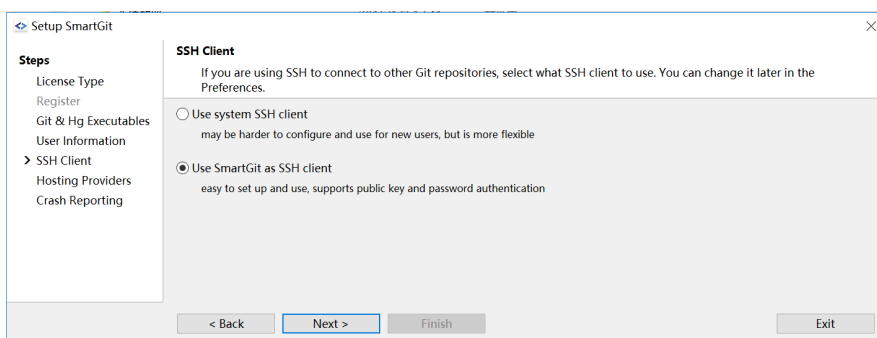 Setup SmartGit
Steps
License Type
Register
Git & Hg Executables
User Information
SSH Client
Hosting Providers
Crash Reporting
SSH Client
If you are using SSH to connect to other Git repositories, select what SSH client to use. You can change it later in the
Preferences.
Use system SSH client
may be harder to configure and use for new users, but is more flexible
Use SmartGit as SSH client
easy to set up and use, supports public key and password authentication
< Back
Next >
Finish
Exit